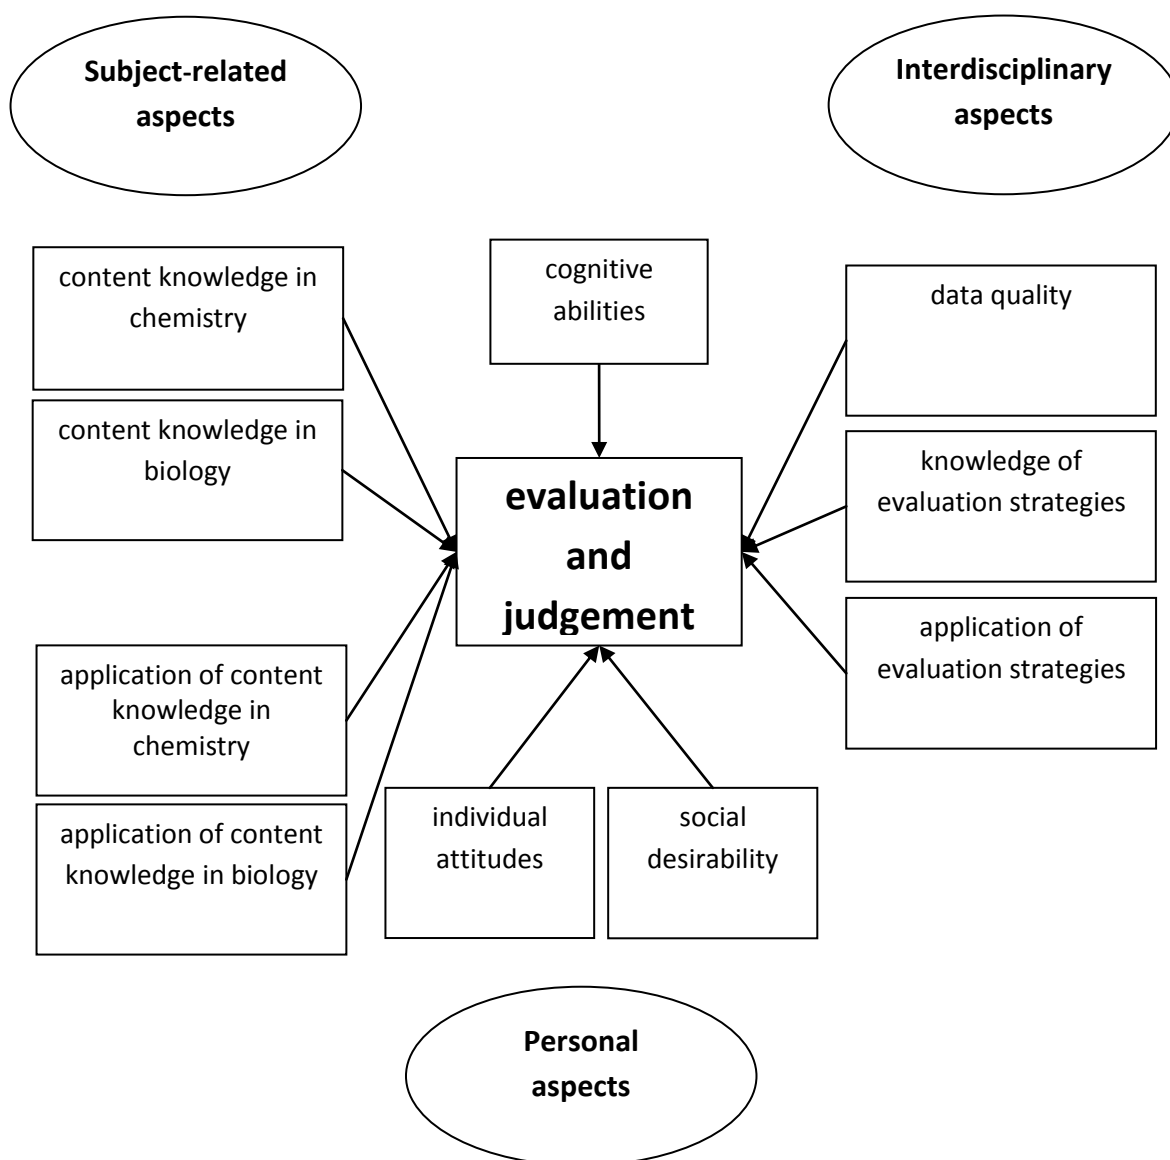 Subject-related
aspects
Interdisciplinary
aspects
content knowledge in
chemistry
cognitive
abilities
data quality
content knowledge in
biology
evaluation
and
judgement
knowledge of
evaluation strategies
application of content
knowledge in
chemistry
application of
evaluation strategies
application of content
knowledge in biology
individual
attitudes
social
desirability
Personal
aspects